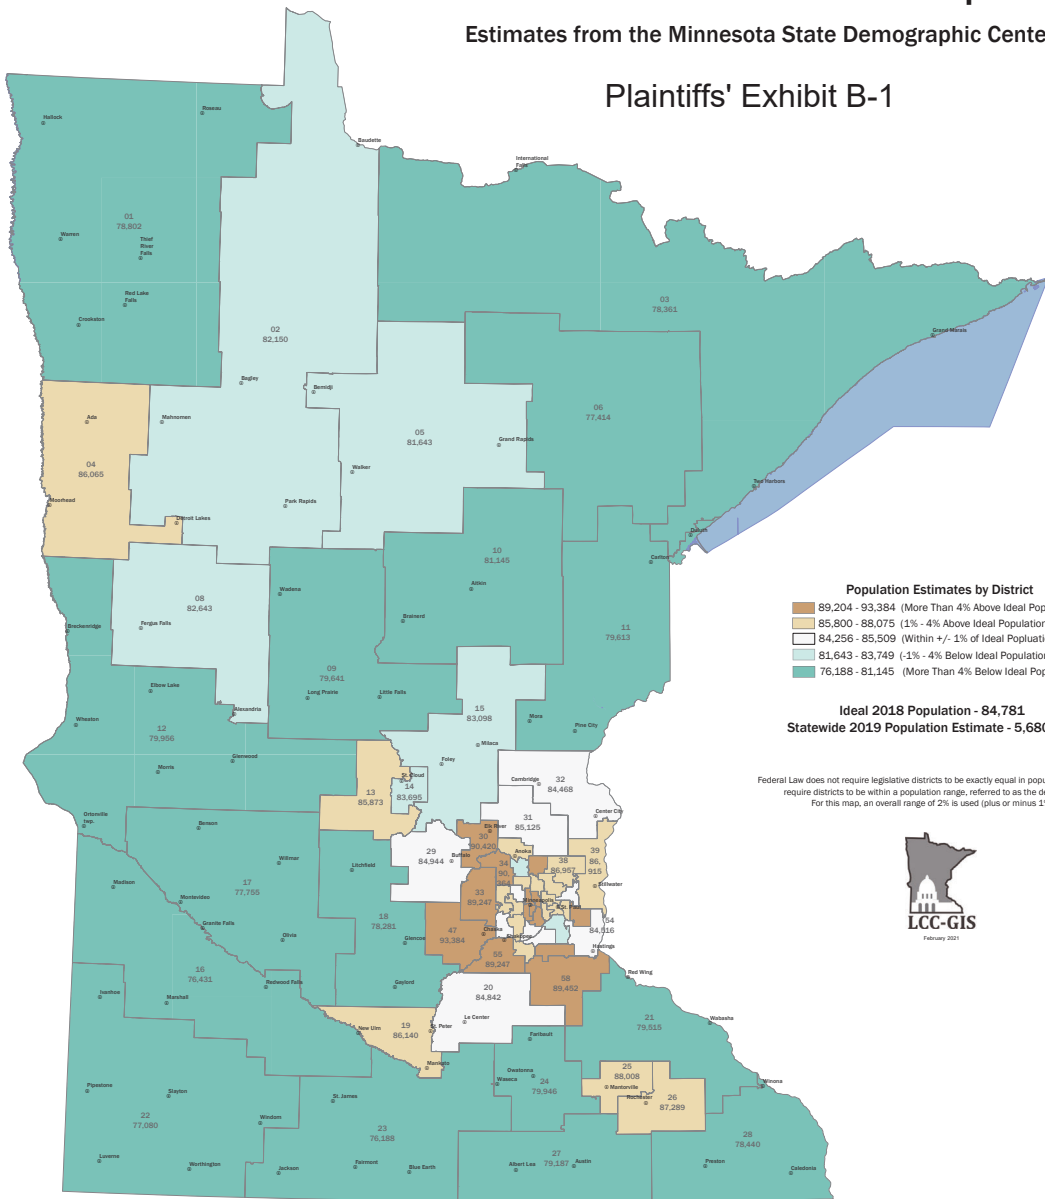 Estimates from the Minnesota State Demographic Cente
Plaintiffs' Exhibit B-1
Hallock
Roseau
Baudette
International
Falls
01
78,802
Warren
Thief
River
Falls
Red Lake
Falls
Crookston
02
82,150
03
78,361
Grand Marais
Bagley
Bemidji
Ada
Mahnomen
04
86,065
05
81,643
06
77,414
Grand Rapids
Walker
Park Rapids
Two Harbors
Moorhead
Detroit Lakes
Duluth
Carlton
10
81,145
Aitkin
Wadena
08
82,643
Brainerd
Fergus Falls
Breckenridge
11
79,613
09
79,641
Elbow Lake
Long Prairie
Little Falls
Alexandria
15
83,098
Wheaton
12
79,956
Mora
Pine City
Milaca
Glenwood
Foley
Morris
St. Cloud
13
85,873
14
83,695
Cambridge
32
84,468
Ortonville
twp.
Benson
31
85,125
Center City
Elk River
30
90,420
29
84,944
Buffalo
Anoka
39
86,
915
38
86,957
34
90,
364
Willmar
Litchfield
Madison
17
77,755
33
89,247
Stillwater
Montevideo
Minneapolis
St. Paul
Granite Falls
Olivia
18
78,281
Glencoe
47
93,384
Chaska
Shakopee
54
84,816
Hastings
55
89,247
16
76,431
Ivanhoe
Marshall
Redwood Falls
Gaylord
20
84,842
58
89,452
Red Wing
Le Center
21
79,515
Wabasha
New Ulm
19
86,140
St. Peter
Faribault
Mankato
25
88,008
Owatonna
Waseca
24
79,946
Mantorville
Rochester
26
87,289
Winona
Pipestone
Slayton
St. James
22
77,080
Windom
23
76,188
28
78,440
27
79,187
Luverne
Worthington
Jackson
Fairmont
Blue Earth
Albert Lea
Austin
Preston
Caledonia
Population Estimates by District
89,204 - 93,384 (More Than 4% Above Ideal Pop
85,800 - 88,075 (1% - 4% Above Ideal Population
84,256 - 85,509 (Within +/- 1% of Ideal Popluatio
81,643 - 83,749 (-1% - 4% Below Ideal Population
76,188 - 81,145 (More Than 4% Below Ideal Pop
Ideal 2018 Population - 84,781
Statewide 2019 Population Estimate - 5,680
Federal Law does not require legislative districts to be exactly equal in popu
require districts to be within a population range, referred to as the de
For this map, an overall range of 2% is used (plus or minus 1%
LCC-GIS
February 2021